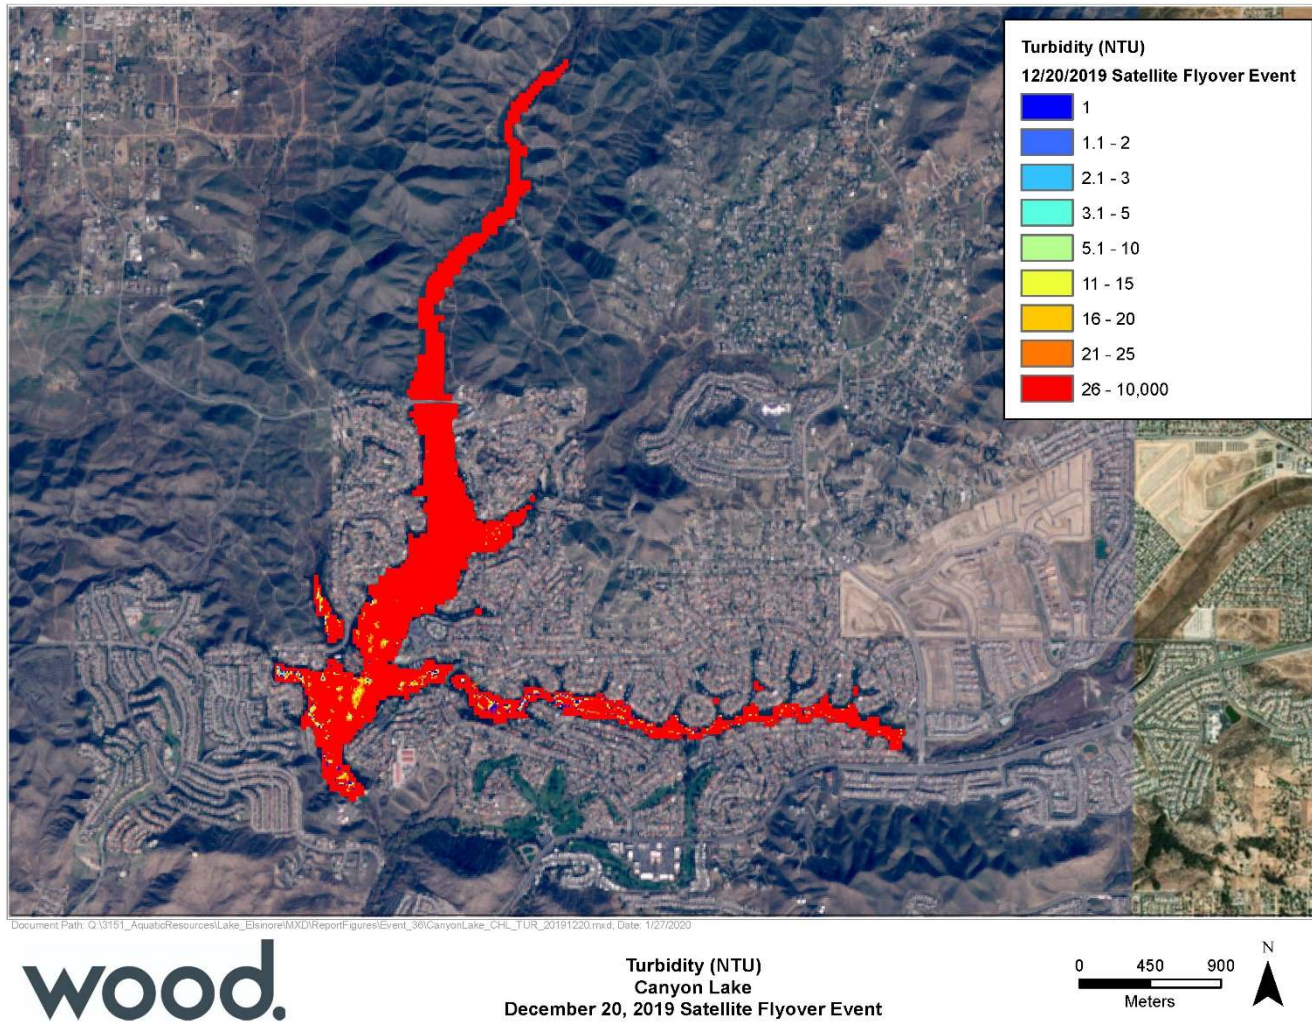 Turbidity (NTU)
12/20/2019 Satellite Flyover Event
1
1.1 - 2
2.1 - 3
3.1 - 5
5.1 - 10
11 - 15
16 - 20
21 - 25
26 - 10,000
Document Path: Q:\3151_AquaticResources\Lake_Elsinore\MXD\ReportFigures\Event_36\CanyonLake_CHL_TUR_20191220.mxd, Date: 1/27/2020
wood.
Turbidity (NTU)
Canyon Lake
December 20, 2019 Satellite Flyover Event
0 450 900
Meters
N